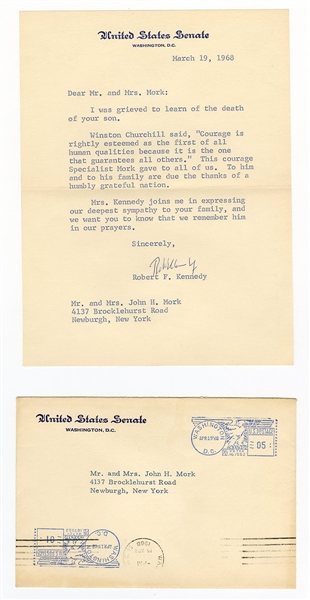 United States Senate
WASHINGTON, D.C.
March 19, 1968
Dear Mr. and Mrs. Mork:
I was grieved to learn of the death
of your son.
Winston Churchill said, "Courage is
rightly esteemed as the first of all
human qualities because it is the one
that guarentees all others." This courage
Specialist Mork gave to all of us. To him
and to his family are due the thanks of a
humbly grateful nation.
Mrs. Kennedy joins me in expressing
our deepest sympathy to your family, and
we want you to know that we remember him
in our prayers.
Sincerely,
Robert F. Kennedy
Mr. and Mrs. John H. Mork
4137 Brocklehurst Road
Newburgh, New York
United States Senate
WASHINGTON, D.C.
WASHINGTON
D.C.
05
Mr. and Mrs. John H. Mork
4137 Brocklehurst Road
Newburgh, New York
WASHINGTON
D.C.